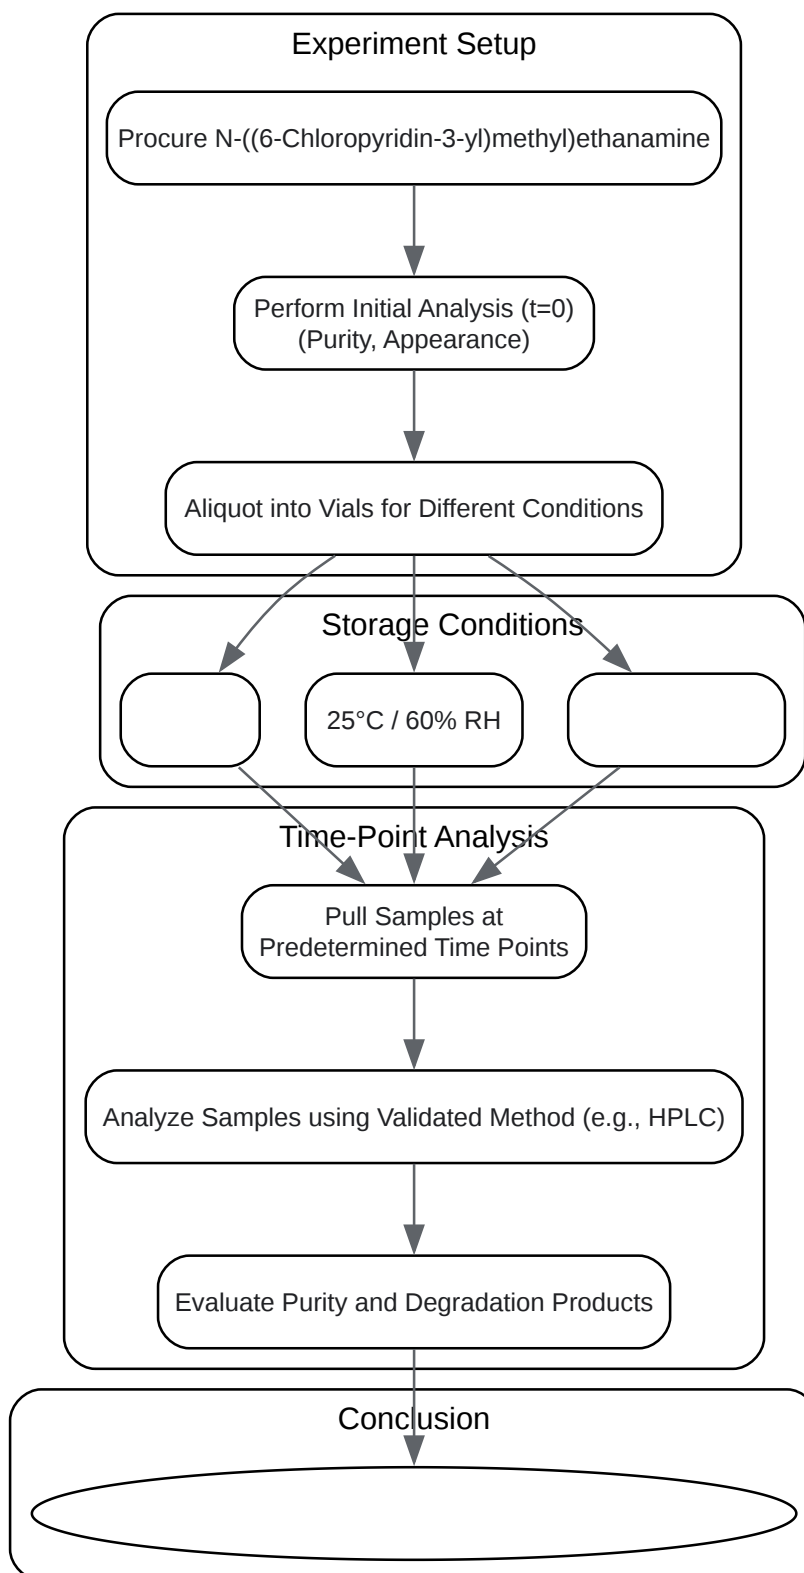 Experiment Setup
Procure N-((6-Chloropyridin-3-yl)methyl)ethanamine
Perform Initial Analysis (t=0)
(Purity, Appearance)
Aliquot into Vials for Different Conditions
Storage Conditions
25°C / 60% RH
Time-Point Analysis
Pull Samples at
Predetermined Time Points
Analyze Samples using Validated Method (e.g., HPLC)
Evaluate Purity and Degradation Products
Conclusion